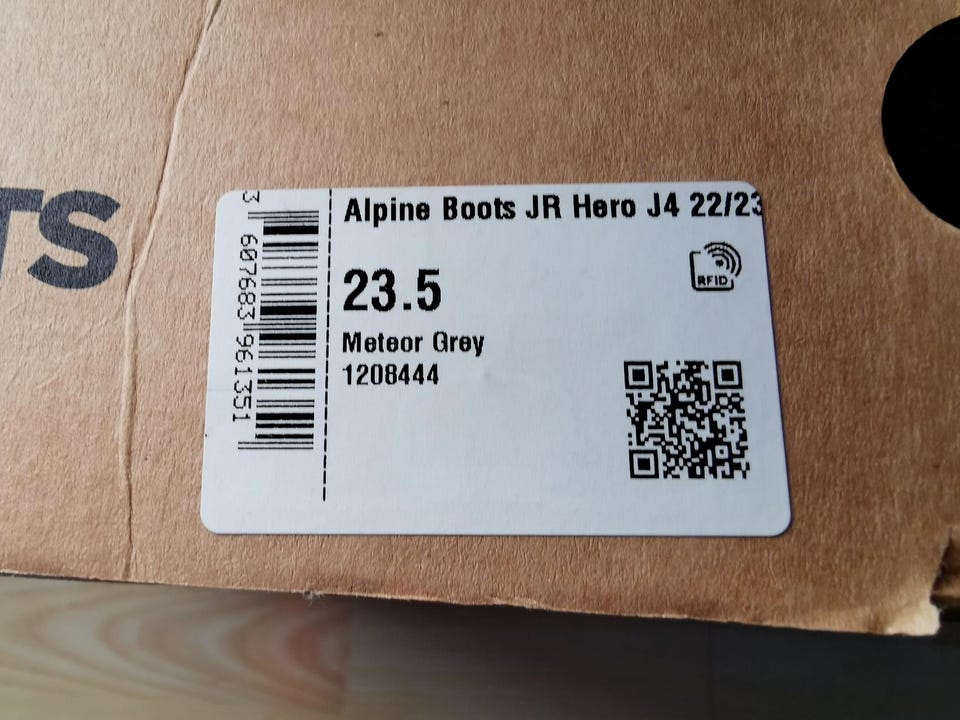 TS
Alpine Boots JR Hero J4 22/23
23.5
Meteor Grey
1208444
RFID
3 607683 961351